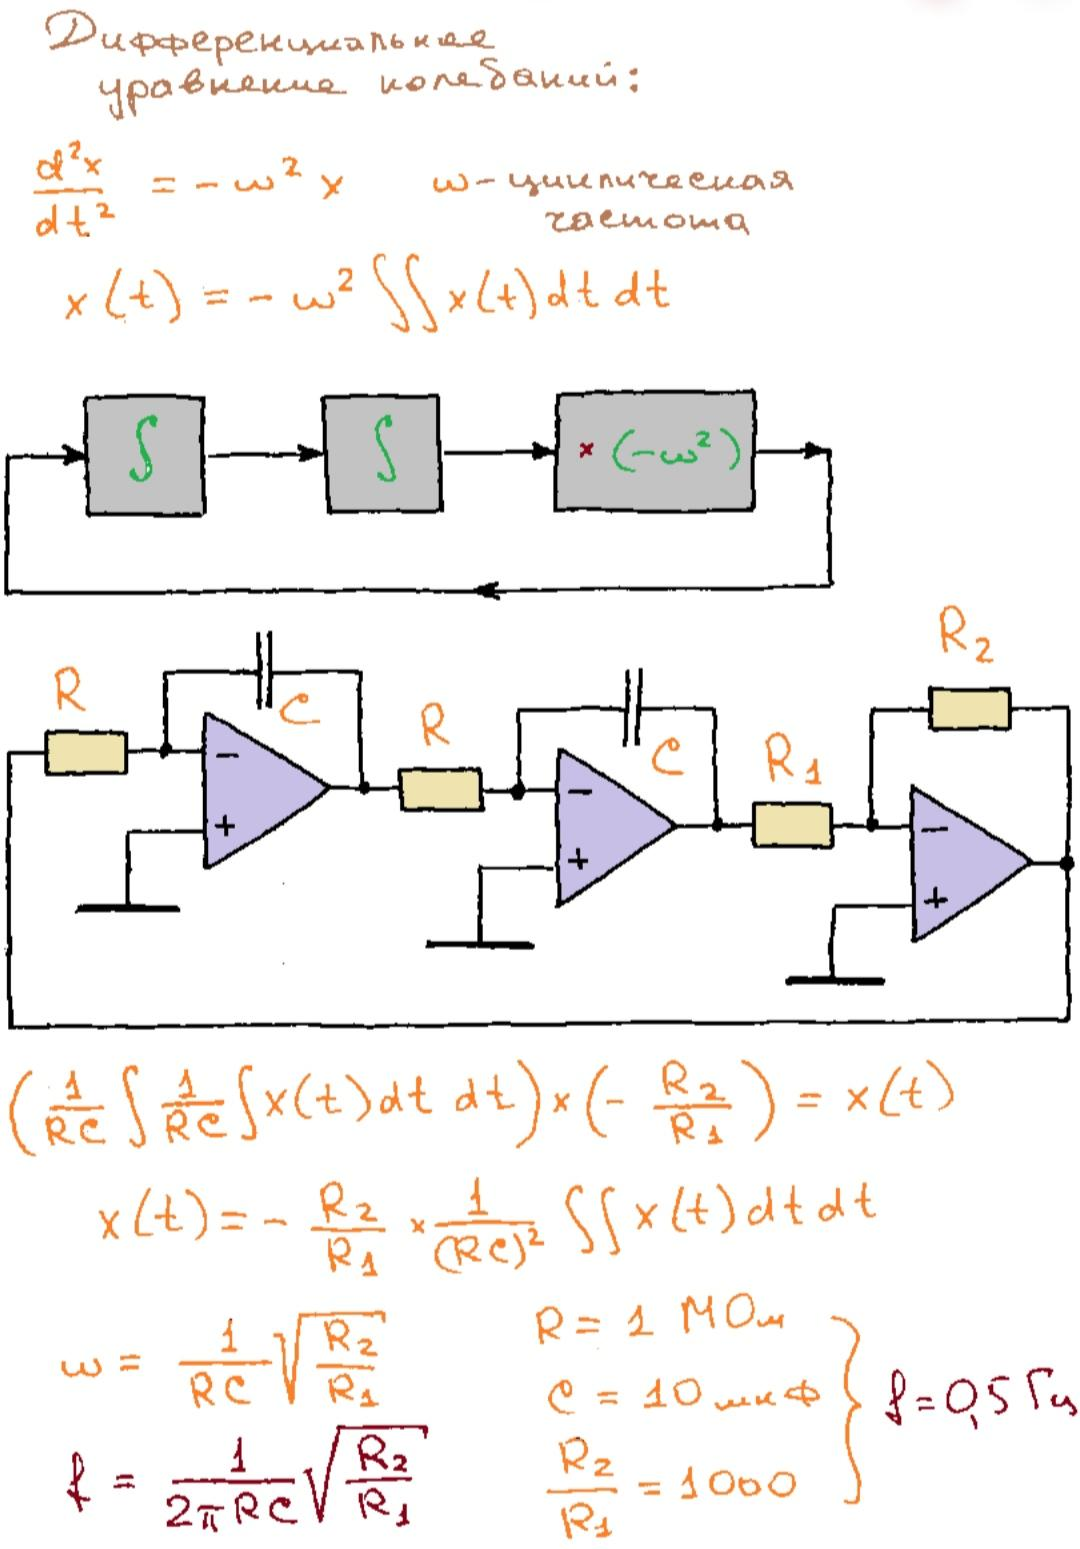 Дифференциальное
уравнение колебаний:
d²x/dt² = -ω² x ω - циклическая
частота
x(t) = -ω² ∫∫ x(t) dt dt
∫ ∫ × (-ω²)
R C R C R₁ R₂
- + - + - +
(1/RC ∫ 1/RC ∫ x(t) dt dt) × (- R₂/R₁) = x(t)
x(t) = - R₂/R₁ × 1/(RC)² ∫∫ x(t) dt dt
ω = 1/RC √(R₂/R₁)
f = 1/2πRC √(R₂/R₁)
R = 1 МОм
C = 10 мкФ
R₂/R₁ = 1000
f = 0,5 Гц